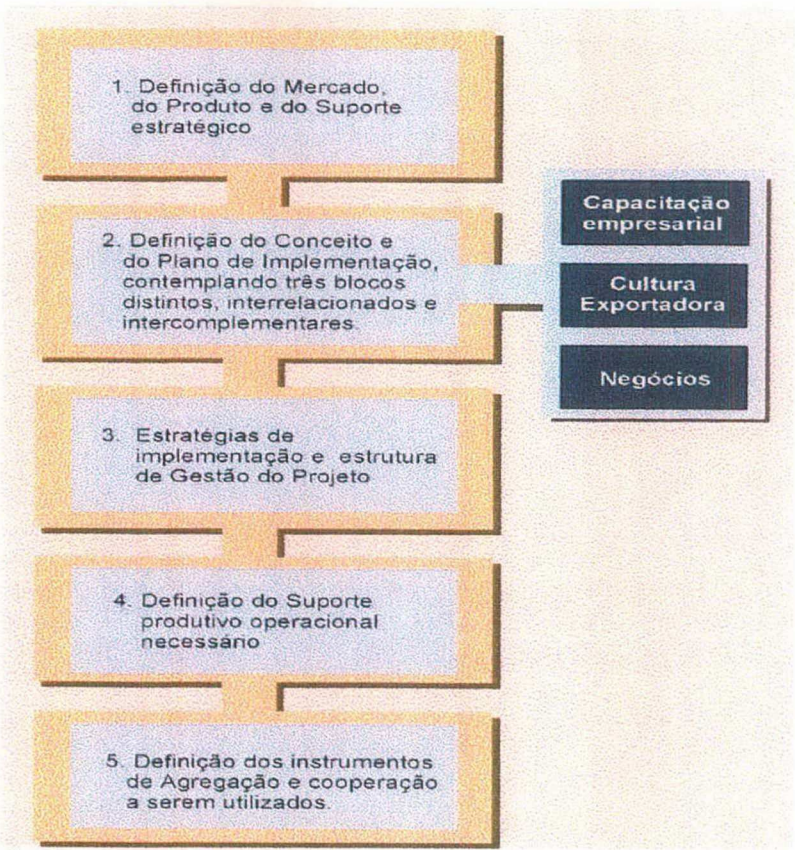 1. Definição do Mercado,
do Produto e do Suporte
estratégico
2. Definição do Conceito e
do Plano de Implementação,
contemplando três blocos
distintos, interrelacionados e
intercomplementares.
Capacitação
empresarial
Cultura
Exportadora
Negócios
3. Estratégias de
implementação e estrutura
de Gestão do Projeto
4. Definição do Suporte
produtivo operacional
necessário
5. Definição dos instrumentos
de Agregação e cooperação
a serem utilizados.